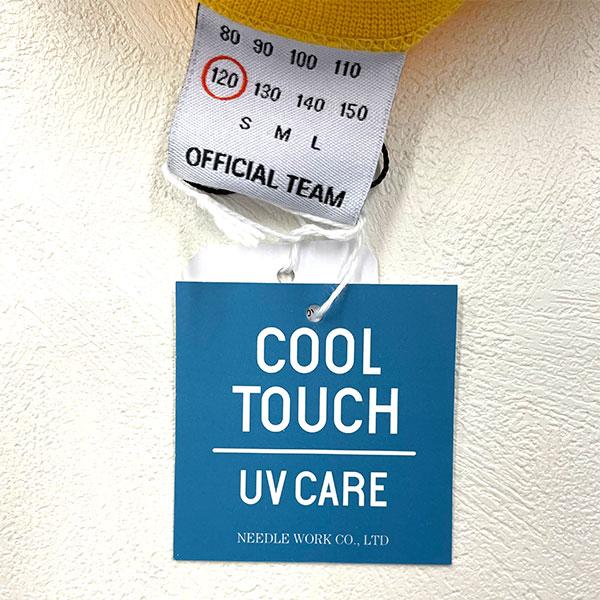 80 90 100 110
120 130 140 150
S M L
OFFICIAL TEAM
COOL
TOUCH
UV CARE
NEEDLE WORK CO., LTD